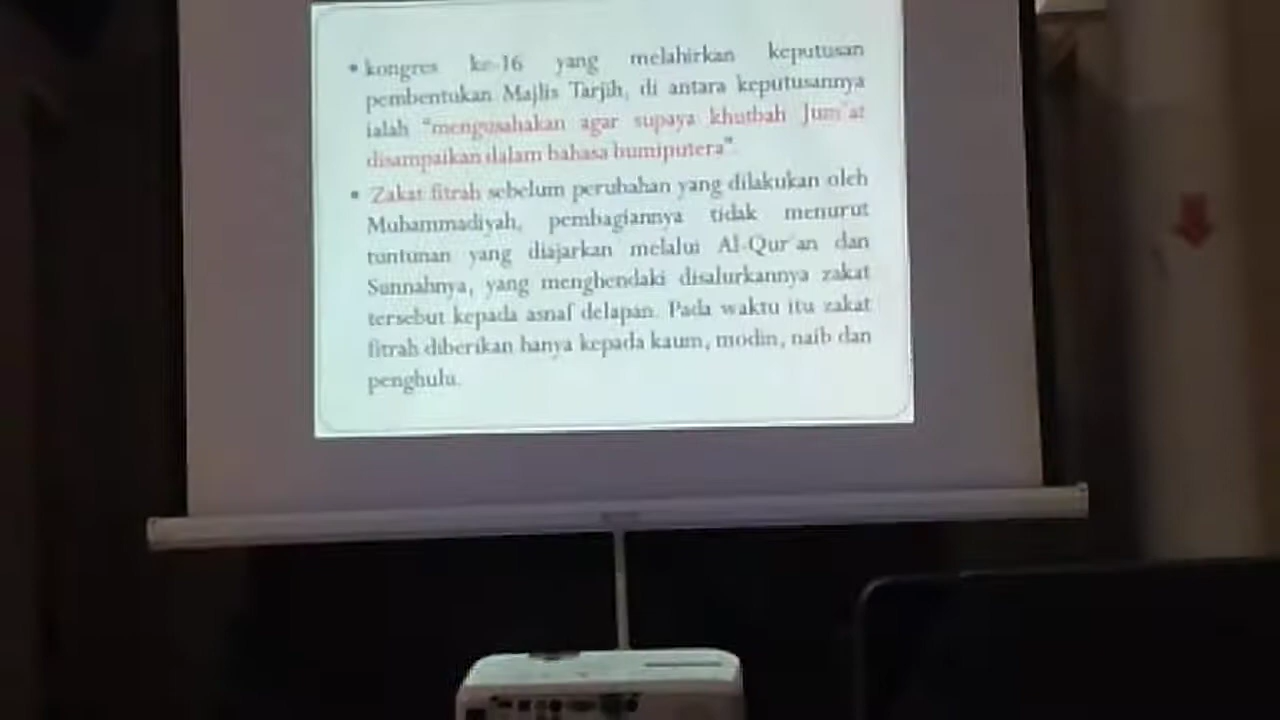 • kongres ke-16 yang melahirkan keputusan
pembentukan Majlis Tarjih, di antara keputusannya
ialah "mengusahakan agar supaya khutbah Jum'at
disampaikan dalam bahasa bumiputera".
• Zakat fitrah sebelum perubahan yang dilakukan oleh
Muhammadiyah, pembagiannya tidak menurut
tuntunan yang diajarkan melalui Al-Qur'an dan
Sunnahnya, yang menghendaki disalurkannya zakat
tersebut kepada asnaf delapan. Pada waktu itu zakat
fitrah diberikan hanya kepada kaum, modin, naib dan
penghulu.